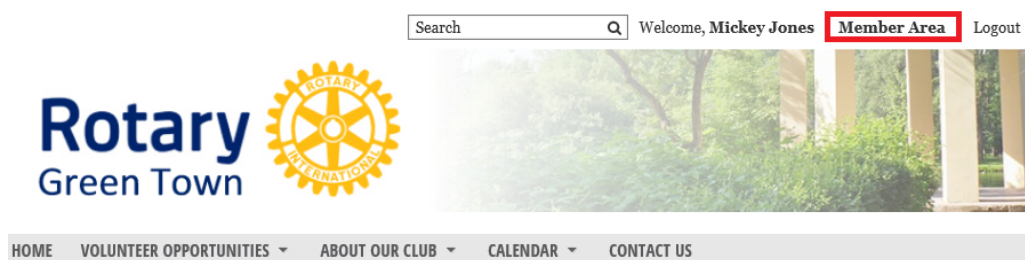 Search Welcome, Mickey Jones Member Area Logout
Rotary
Green Town
ROTARY
INTERNATIONAL
HOME VOLUNTEER OPPORTUNITIES ABOUT OUR CLUB CALENDAR CONTACT US